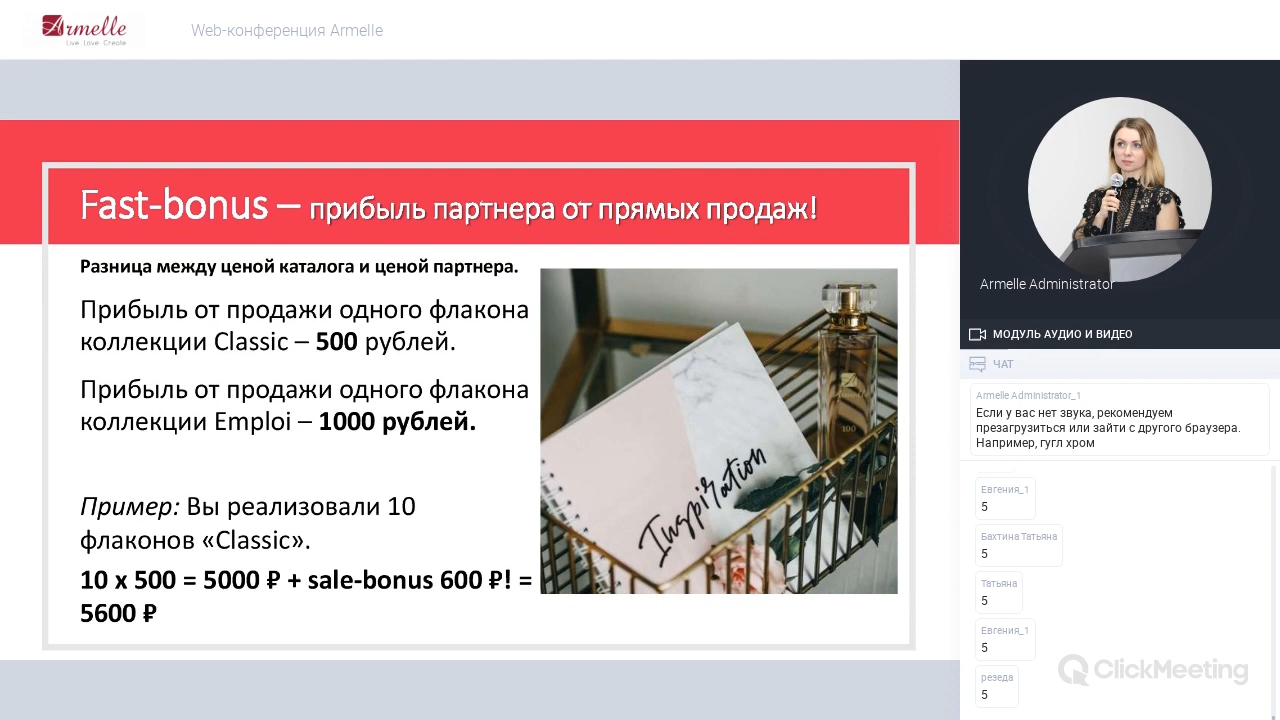 Armelle
Live. Love. Create
Web-конференция Armelle
Fast-bonus – прибыль партнера от прямых продаж!
Разница между ценой каталога и ценой партнера.
Прибыль от продажи одного флакона
коллекции Classic – 500 рублей.
Прибыль от продажи одного флакона
коллекции Emploi – 1000 рублей.
Пример: Вы реализовали 10
флаконов «Classic».
10 x 500 = 5000 ₽ + sale-bonus 600 ₽! =
5600 ₽
Inspiration
100
Armelle Administrator
МОДУЛЬ АУДИО И ВИДЕО
ЧАТ
Armelle Administrator_1
Если у вас нет звука, рекомендуем
презагрузиться или зайти с другого браузера.
Например, гугл хром
Евгения_1
5
Бахтина Татьяна
5
Татьяна
5
Евгения_1
5
резеда
5
ClickMeeting